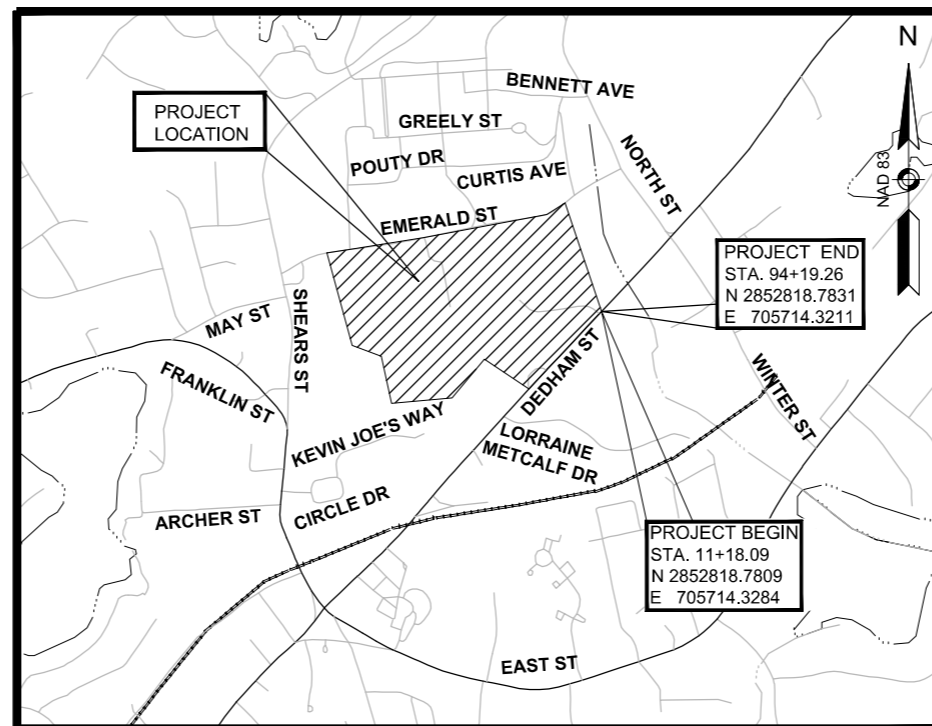 N
NAD 83
PROJECT
LOCATION
BENNETT AVE
GREELY ST
POUTY DR
CURTIS AVE
NORTH ST
EMERALD ST
PROJECT END
STA. 94+19.26
N 2852818.7831
E 705714.3211
SHEARS ST
MAY ST
FRANKLIN ST
DEDHAM ST
WINTER ST
KEVIN JOE'S WAY
LORRAINE
METCALF DR
ARCHER ST
CIRCLE DR
PROJECT BEGIN
STA. 11+18.09
N 2852818.7809
E 705714.3284
EAST ST